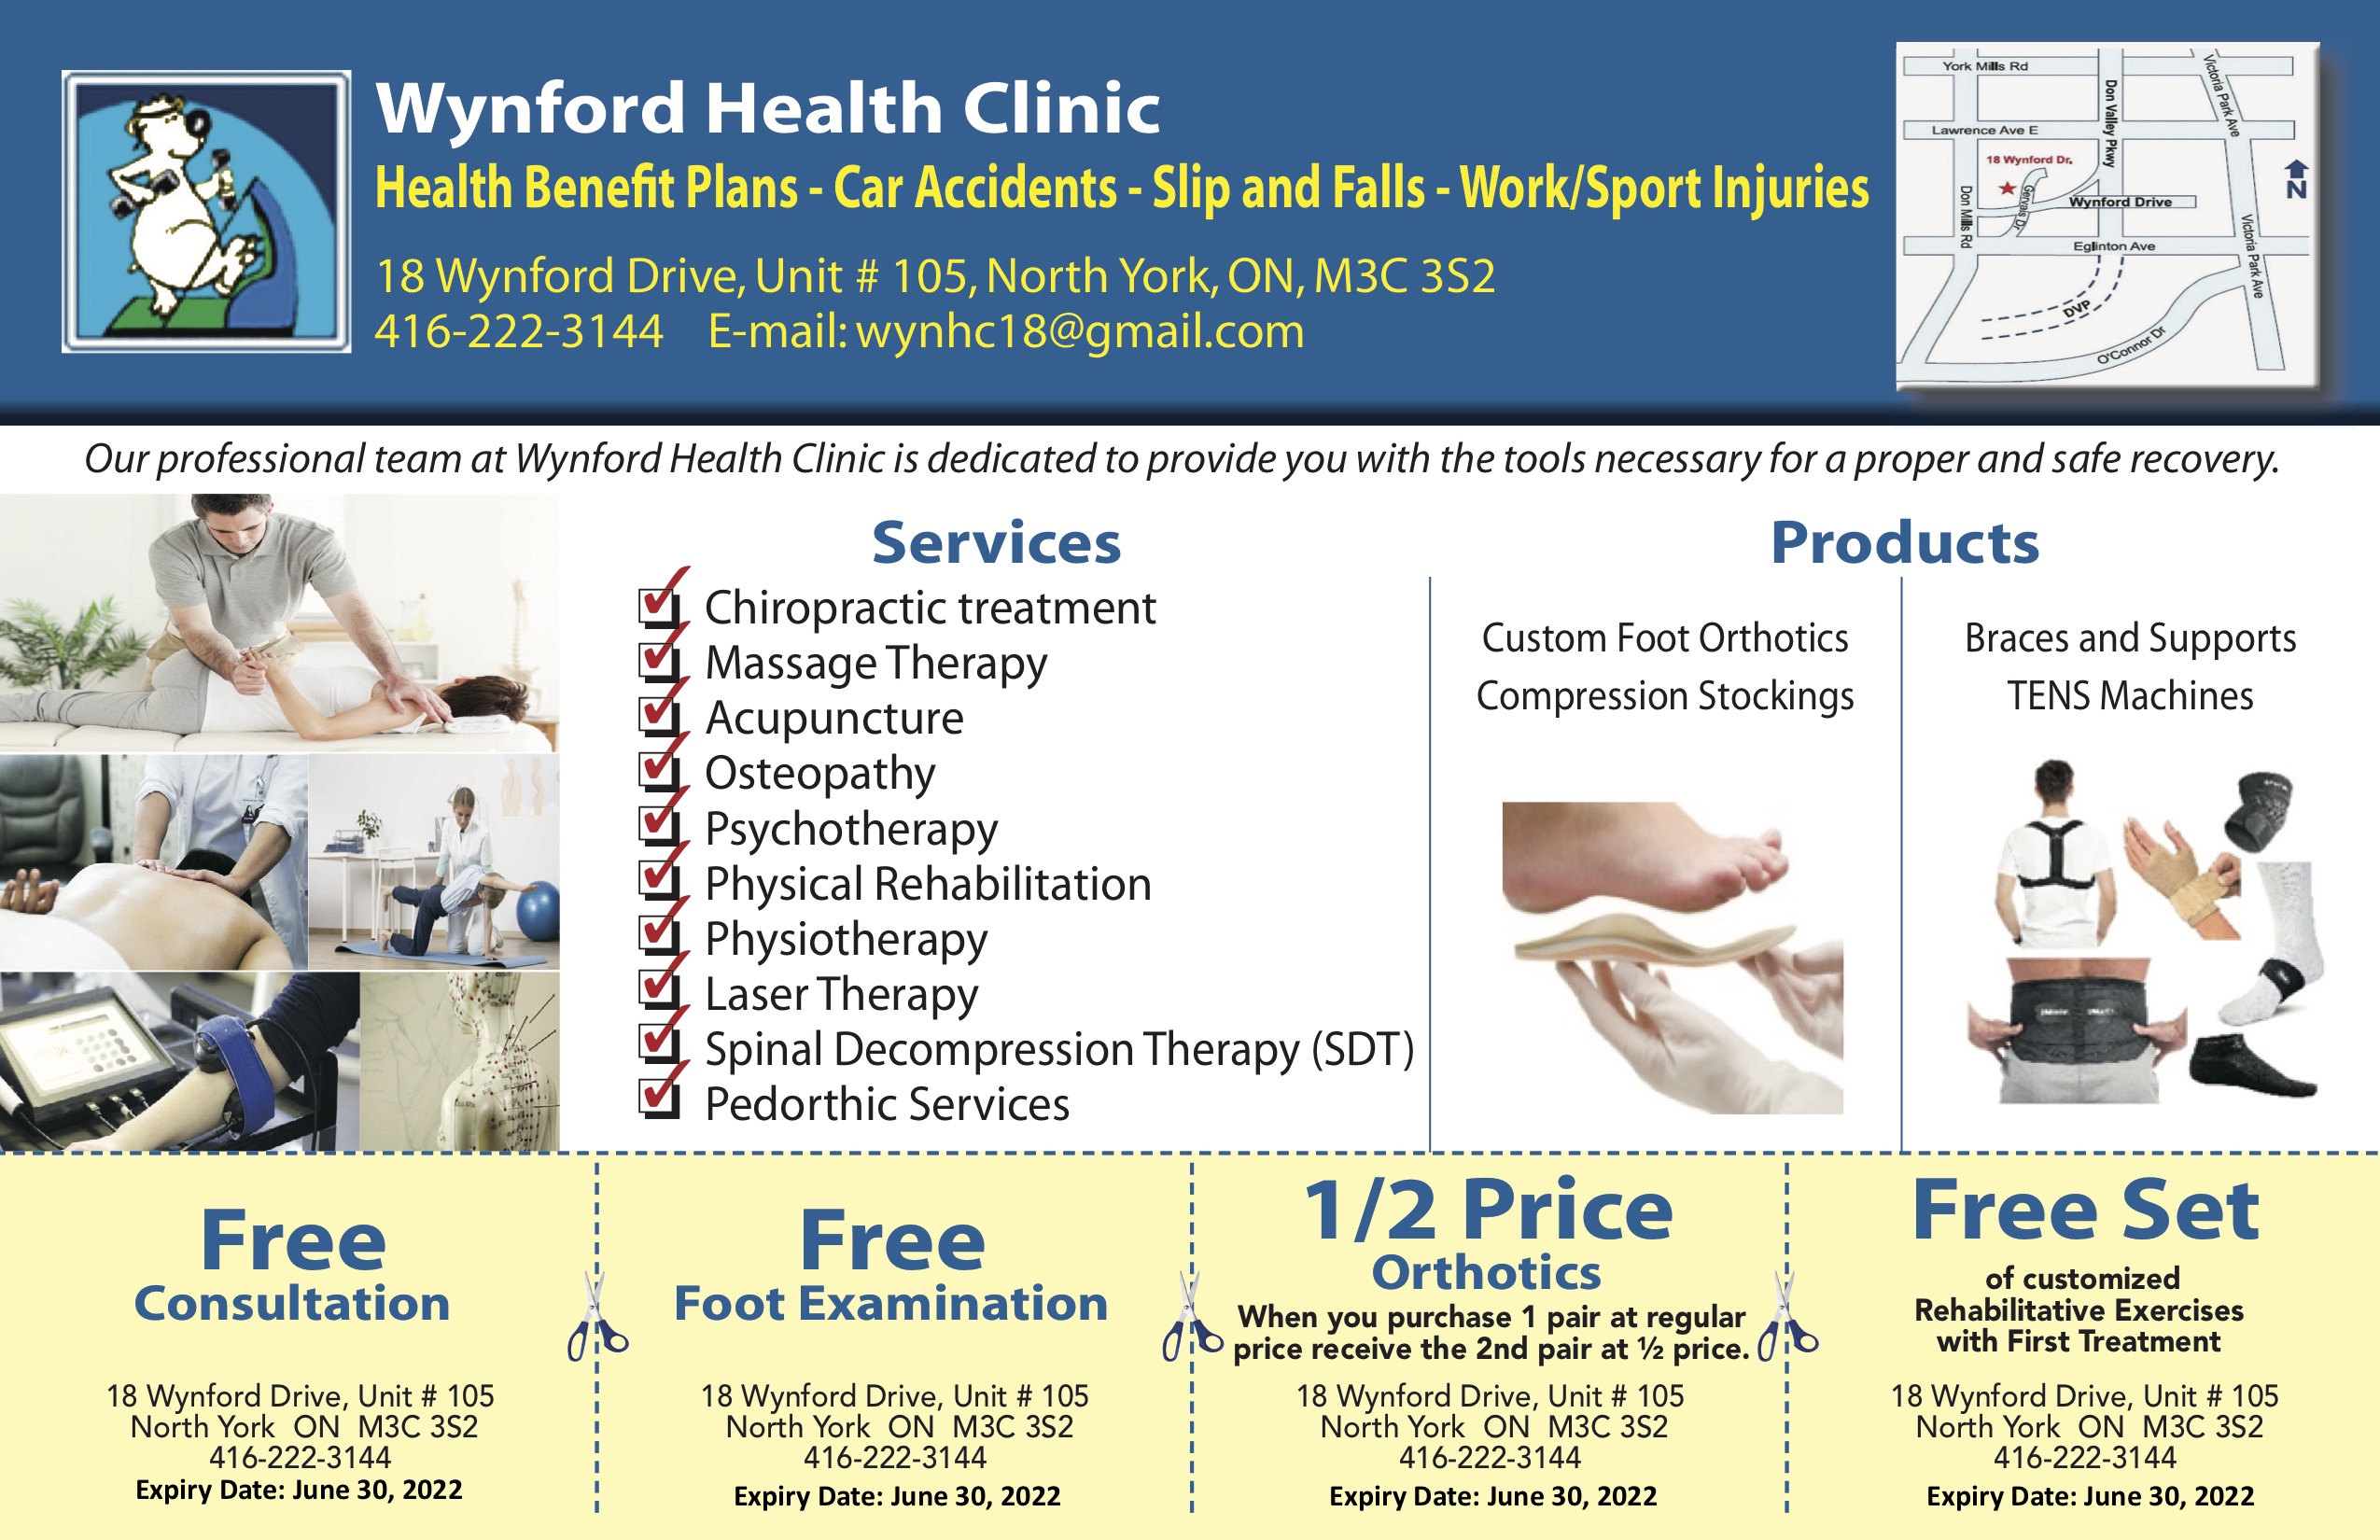 Wynford Health Clinic
Health Benefit Plans - Car Accidents - Slip and Falls - Work/Sport Injuries
18 Wynford Drive, Unit # 105, North York, ON, M3C 3S2
416-222-3144 E-mail: wynhc18@gmail.com
York Mills Rd
Victoria Park Ave
Don Valley Pkwy
Lawrence Ave E
18 Wynford Dr.
N
Gervais Dr
Don Mills Rd
Wynford Drive
Victoria Park Ave
Eglinton Ave
DVP
O'Connor Dr
Our professional team at Wynford Health Clinic is dedicated to provide you with the tools necessary for a proper and safe recovery.
Services
Chiropractic treatment
Massage Therapy
Acupuncture
Osteopathy
Psychotherapy
Physical Rehabilitation
Physiotherapy
Laser Therapy
Spinal Decompression Therapy (SDT)
Pedorthic Services
Products
Custom Foot Orthotics
Compression Stockings
Braces and Supports
TENS Machines
Free
Consultation
18 Wynford Drive, Unit # 105
North York ON M3C 3S2
416-222-3144
Expiry Date: June 30, 2022
Free
Foot Examination
18 Wynford Drive, Unit # 105
North York ON M3C 3S2
416-222-3144
Expiry Date: June 30, 2022
1/2 Price
Orthotics
When you purchase 1 pair at regular
price receive the 2nd pair at ½ price.
18 Wynford Drive, Unit # 105
North York ON M3C 3S2
416-222-3144
Expiry Date: June 30, 2022
Free Set
of customized
Rehabilitative Exercises
with First Treatment
18 Wynford Drive, Unit # 105
North York ON M3C 3S2
416-222-3144
Expiry Date: June 30, 2022